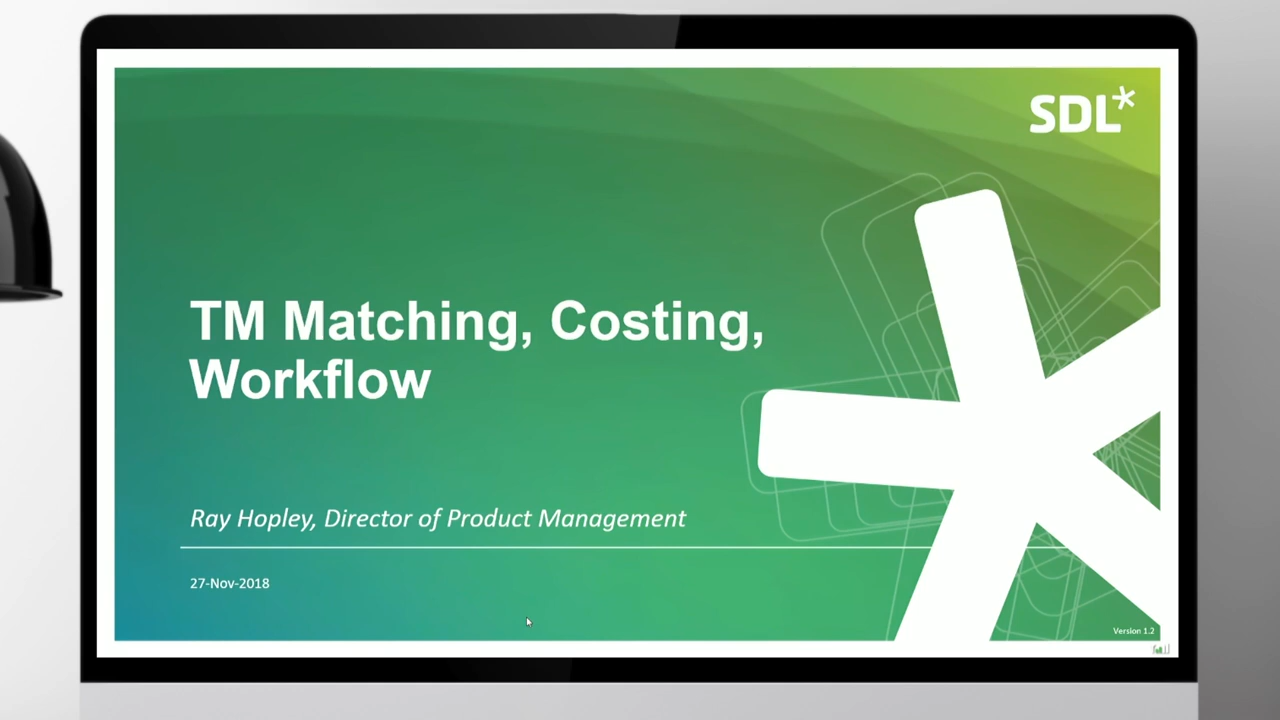 SDL*
TM Matching, Costing,
Workflow
Ray Hopley, Director of Product Management
27-Nov-2018
Version 1.2